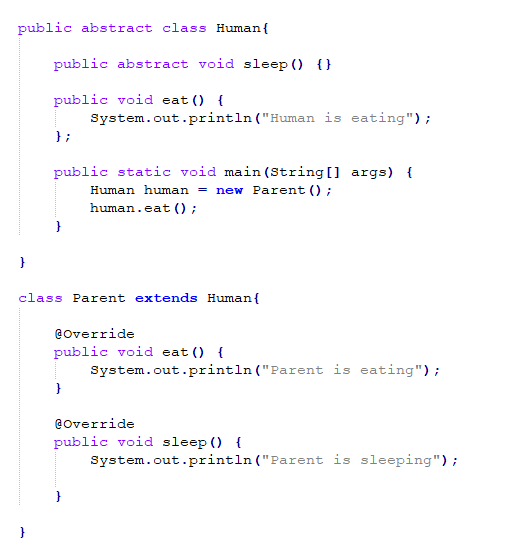 public abstract class Human{
public abstract void sleep() {}
public void eat() {
System.out.println("Human is eating");
};
public static void main(String[] args) {
Human human = new Parent();
human.eat();
}
}
class Parent extends Human{
@Override
public void eat() {
System.out.println("Parent is eating");
}
@Override
public void sleep() {
System.out.println("Parent is sleeping");
}
}